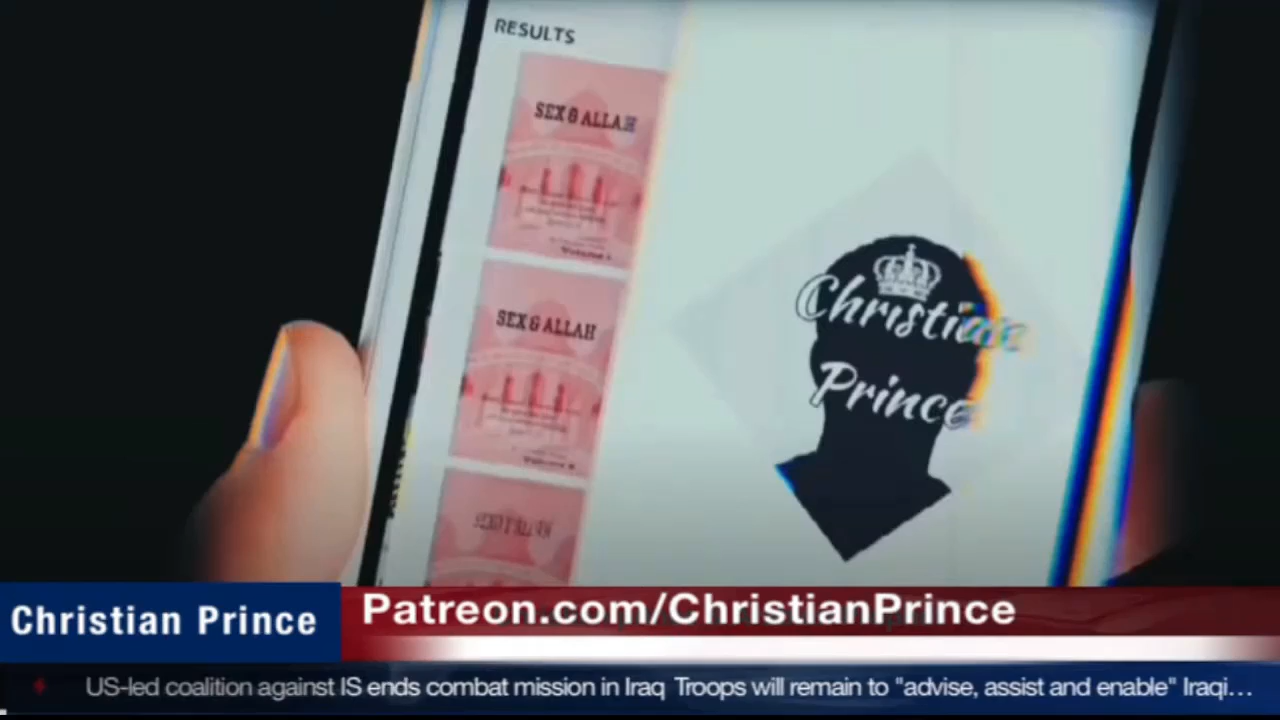 RESULTS
SEX & ALLAH
SEX & ALLAH
Christian
Prince
Christian Prince
Patreon.com/ChristianPrince
US-led coalition against IS ends combat mission in Iraq Troops will remain to "advise, assist and enable" Iraqi...